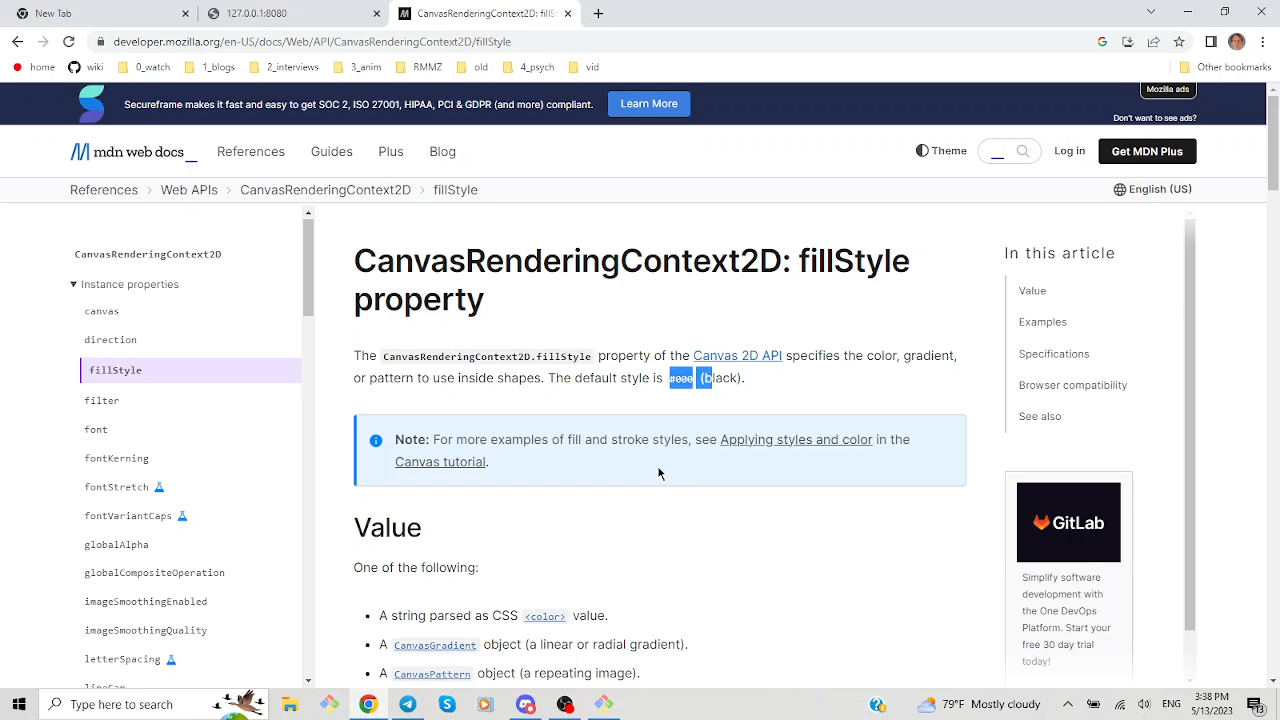 New Tab
127.0.0.1:8080
CanvasRenderingContext2D: fillS
developer.mozilla.org/en-US/docs/Web/API/CanvasRenderingContext2D/fillStyle
home
wiki
0_watch
1_blogs
2_interviews
3_anim
RMMZ
old
4_psych
vid
Other bookmarks
Secureframe makes it fast and easy to get SOC 2, ISO 27001, HIPAA, PCI & GDPR (and more) compliant.
Learn More
Mozilla ads
Don't want to see ads?
mdn web docs_
References
Guides
Plus
Blog
Theme
Log in
Get MDN Plus
References
Web APIs
CanvasRenderingContext2D
fillStyle
English (US)
CanvasRenderingContext2D
Instance properties
canvas
direction
fillStyle
filter
font
fontKerning
fontStretch
fontVariantCaps
globalAlpha
globalCompositeOperation
imageSmoothingEnabled
imageSmoothingQuality
letterSpacing
lineCap
CanvasRenderingContext2D: fillStyle
property
The CanvasRenderingContext2D.fillStyle property of the Canvas 2D API specifies the color, gradient,
or pattern to use inside shapes. The default style is #000 (black).
Note: For more examples of fill and stroke styles, see Applying styles and color in the
Canvas tutorial.
Value
One of the following:
• A string parsed as CSS <color> value.
• A CanvasGradient object (a linear or radial gradient).
• A CanvasPattern object (a repeating image).
In this article
Value
Examples
Specifications
Browser compatibility
See also
GitLab
Simplify software
development with
the One DevOps
Platform. Start your
free 30 day trial
today!
Type here to search
79°F Mostly cloudy
ENG
3:38 PM
5/13/2023
13